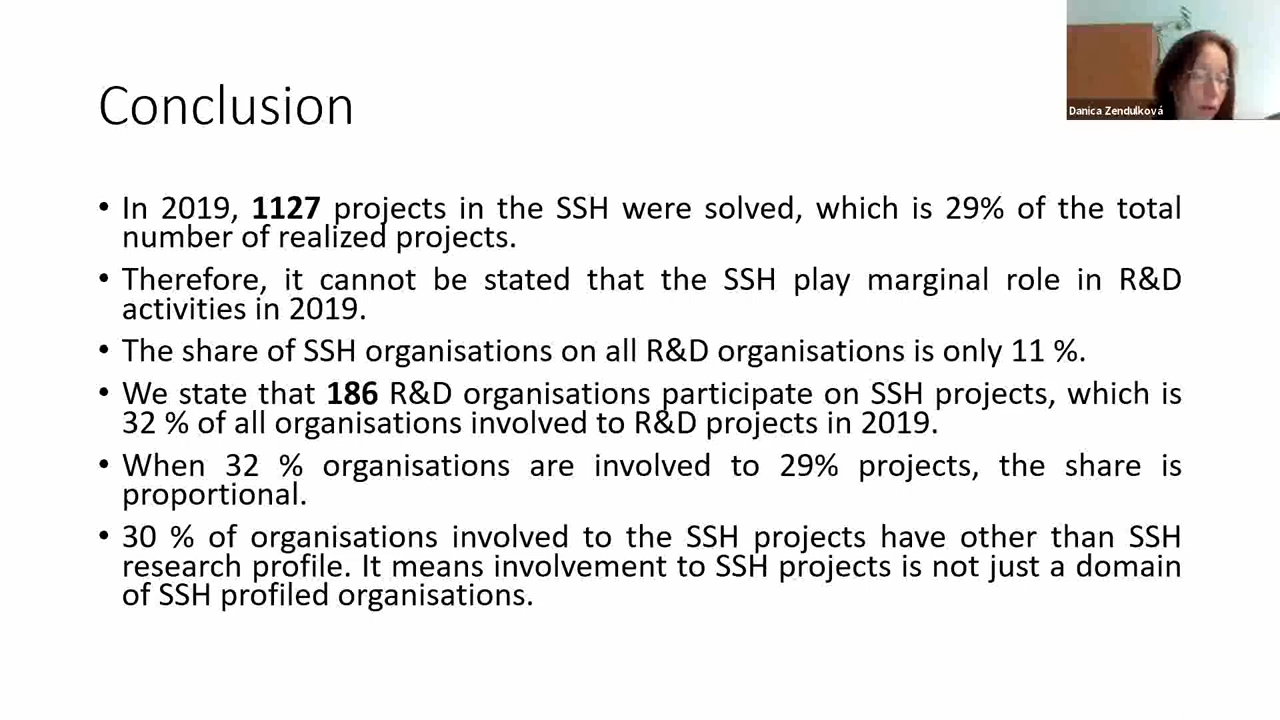 Conclusion
Danica Zendulková
• In 2019, 1127 projects in the SSH were solved, which is 29% of the total
number of realized projects.
• Therefore, it cannot be stated that the SSH play marginal role in R&D
activities in 2019.
• The share of SSH organisations on all R&D organisations is only 11 %.
• We state that 186 R&D organisations participate on SSH projects, which is
32 % of all organisations involved to R&D projects in 2019.
• When 32 % organisations are involved to 29% projects, the share is
proportional.
• 30 % of organisations involved to the SSH projects have other than SSH
research profile. It means involvement to SSH projects is not just a domain
of SSH profiled organisations.